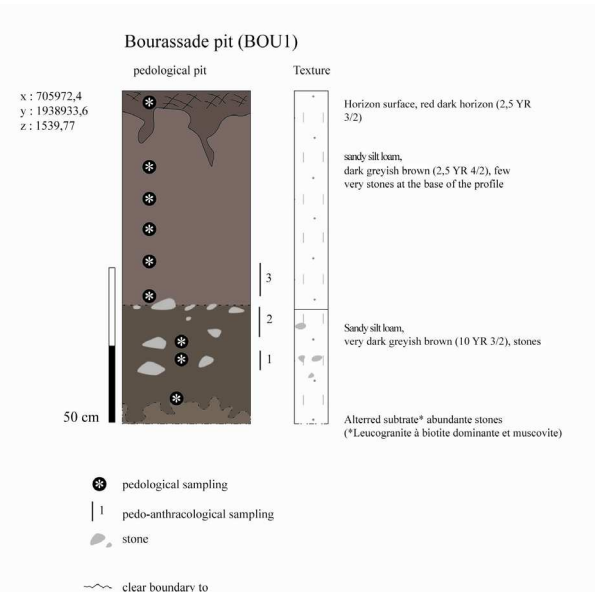 Bourassade pit (BOU1)
pedological pit
Texture
x : 705972,4
y : 1938933,6
z : 1539,77
Horizon surface, red dark horizon (2,5 YR
3/2)
sandy silt loam,
dark greyish brown (2,5 YR 4/2), few
very stones at the base of the profile
3
2
1
Sandy silt loam,
very dark greyish brown (10 YR 3/2), stones
50 cm
Alterred subtrate* abundante stones
(*Leucogranite à biotite dominante et muscovite)
pedological sampling
1
pedo-anthracological sampling
stone
clear boundary to